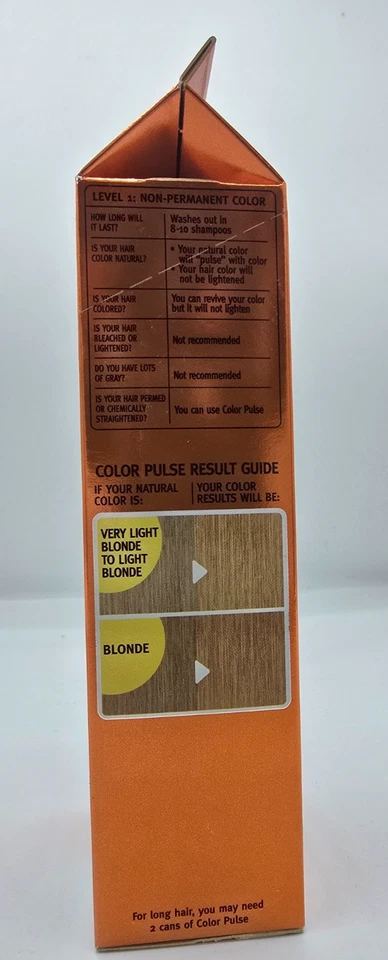 LEVEL 1: NON-PERMANENT COLOR
HOW LONG WILL
IT LAST?
Washes out in
8-10 shampoos
IS YOUR HAIR
COLOR NATURAL?
• Your natural color
will "pulse" with color
• Your hair color will
not be lightened
IS YOUR HAIR
COLORED?
You can revive your color
but it will not lighten
IS YOUR HAIR
BLEACHED OR
LIGHTENED?
Not recommended
DO YOU HAVE LOTS
OF GRAY?
Not recommended
IS YOUR HAIR PERMED
OR CHEMICALLY
STRAIGHTENED?
You can use Color Pulse
COLOR PULSE RESULT GUIDE
IF YOUR NATURAL
COLOR IS:
YOUR COLOR
RESULTS WILL BE:
VERY LIGHT
BLONDE
TO LIGHT
BLONDE
BLONDE
For long hair, you may need
2 cans of Color Pulse